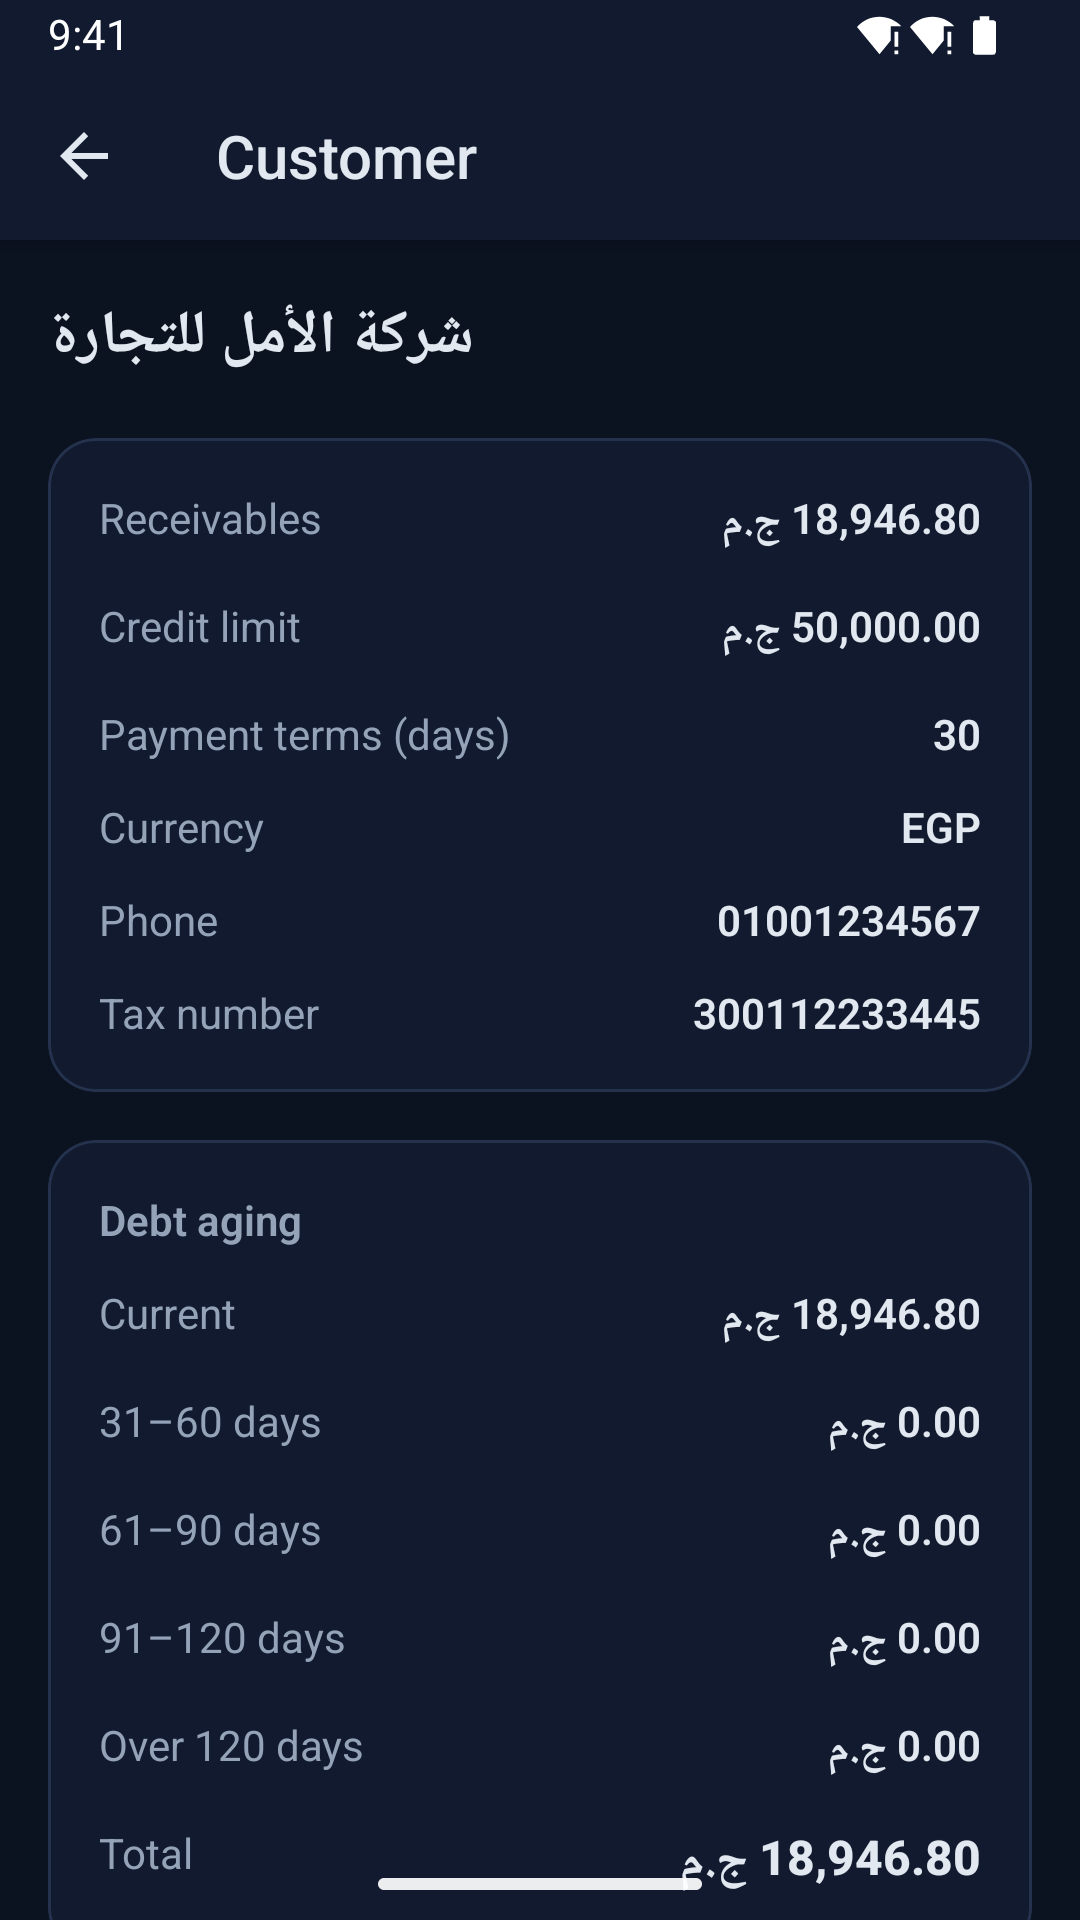 9:41
Customer
شركة الأمل للتجارة
Receivables
18,946.80 ج.م
Credit limit
50,000.00 ج.م
Payment terms (days)
30
Currency
EGP
Phone
01001234567
Tax number
300112233445
Debt aging
Current
18,946.80 ج.م
31–60 days
0.00 ج.م
61–90 days
0.00 ج.م
91–120 days
0.00 ج.م
Over 120 days
0.00 ج.م
Total
18,946.80 ج.م